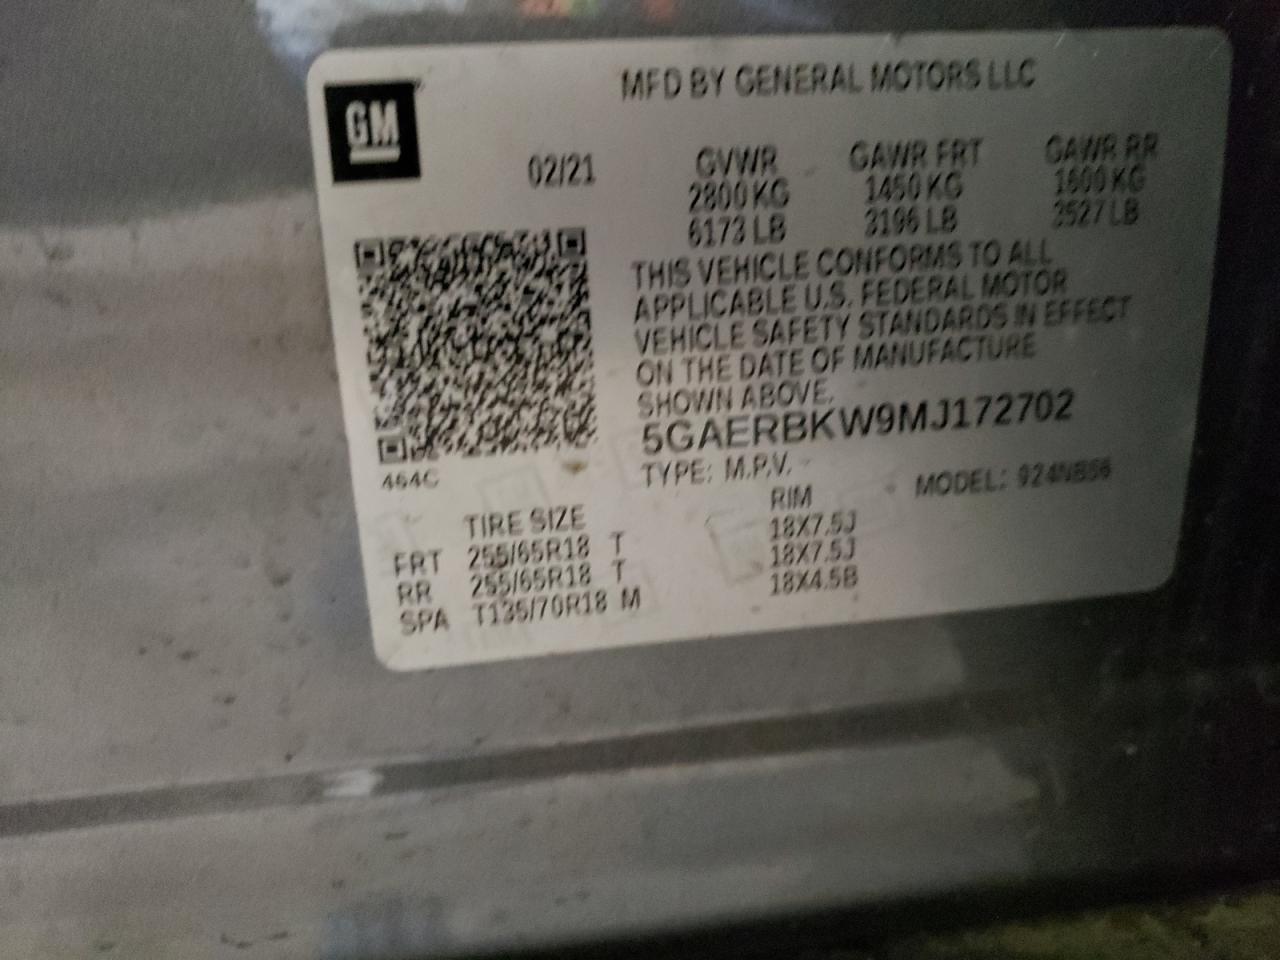 GM
MFD BY GENERAL MOTORS LLC
02/21
GVWR GAWR FRT GAWR RR
2800 KG 1450 KG 1600 KG
6173 LB 3196 LB 3527 LB
THIS VEHICLE CONFORMS TO ALL
APPLICABLE U.S. FEDERAL MOTOR
VEHICLE SAFETY STANDARDS IN EFFECT
ON THE DATE OF MANUFACTURE
SHOWN ABOVE.
5GAERBKW9MJ172702
464C
TYPE: M.P.V. MODEL: 924NB56
TIRE SIZE RIM
FRT 255/65R18 T 18X7.5J
RR 255/65R18 T 18X7.5J
SPA T135/70R18 M 18X4.5B